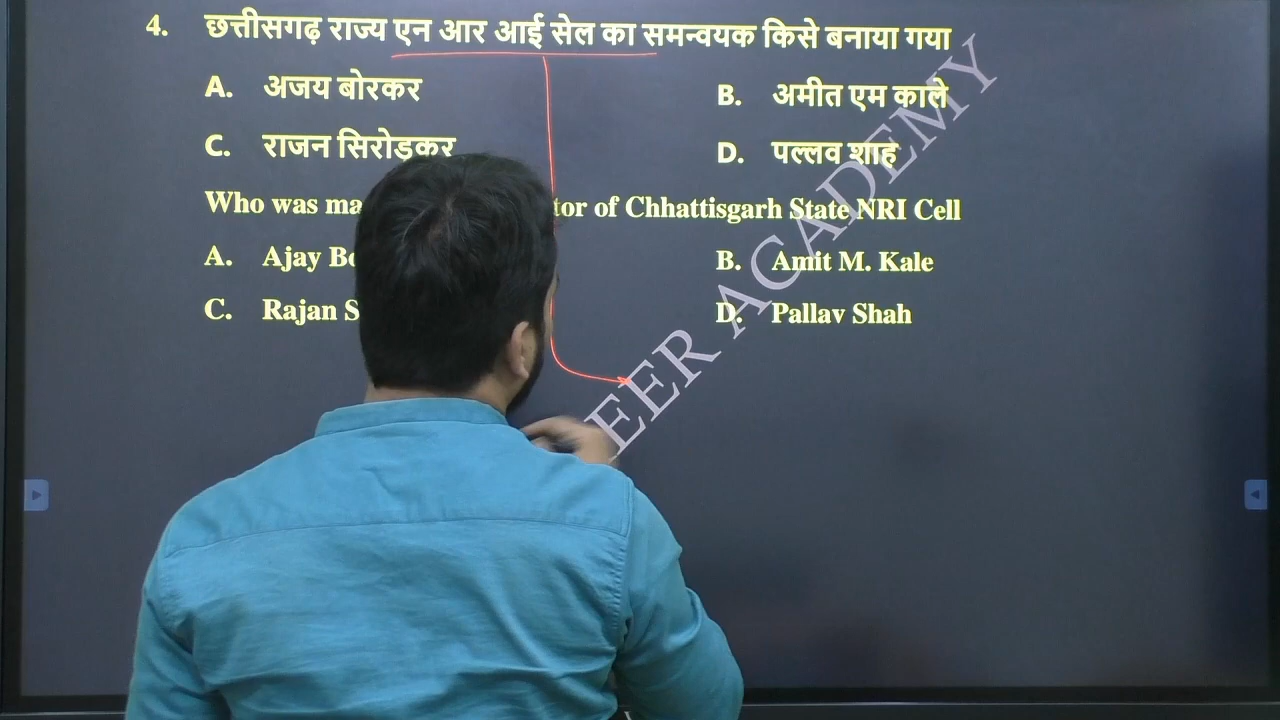 4. छत्तीसगढ़ राज्य एन आर आई सेल का समन्वयक किसे बनाया गया
A. अजय बोरकर B. अमीत एम काले
C. राजन सिरोड़कर D. पल्लव शाह
Who was tor of Chhattisgarh State NRI Cell
A. Ajay B. Amit M. Kale
C. Rajan D. Pallav Shah
EER ACADEMY